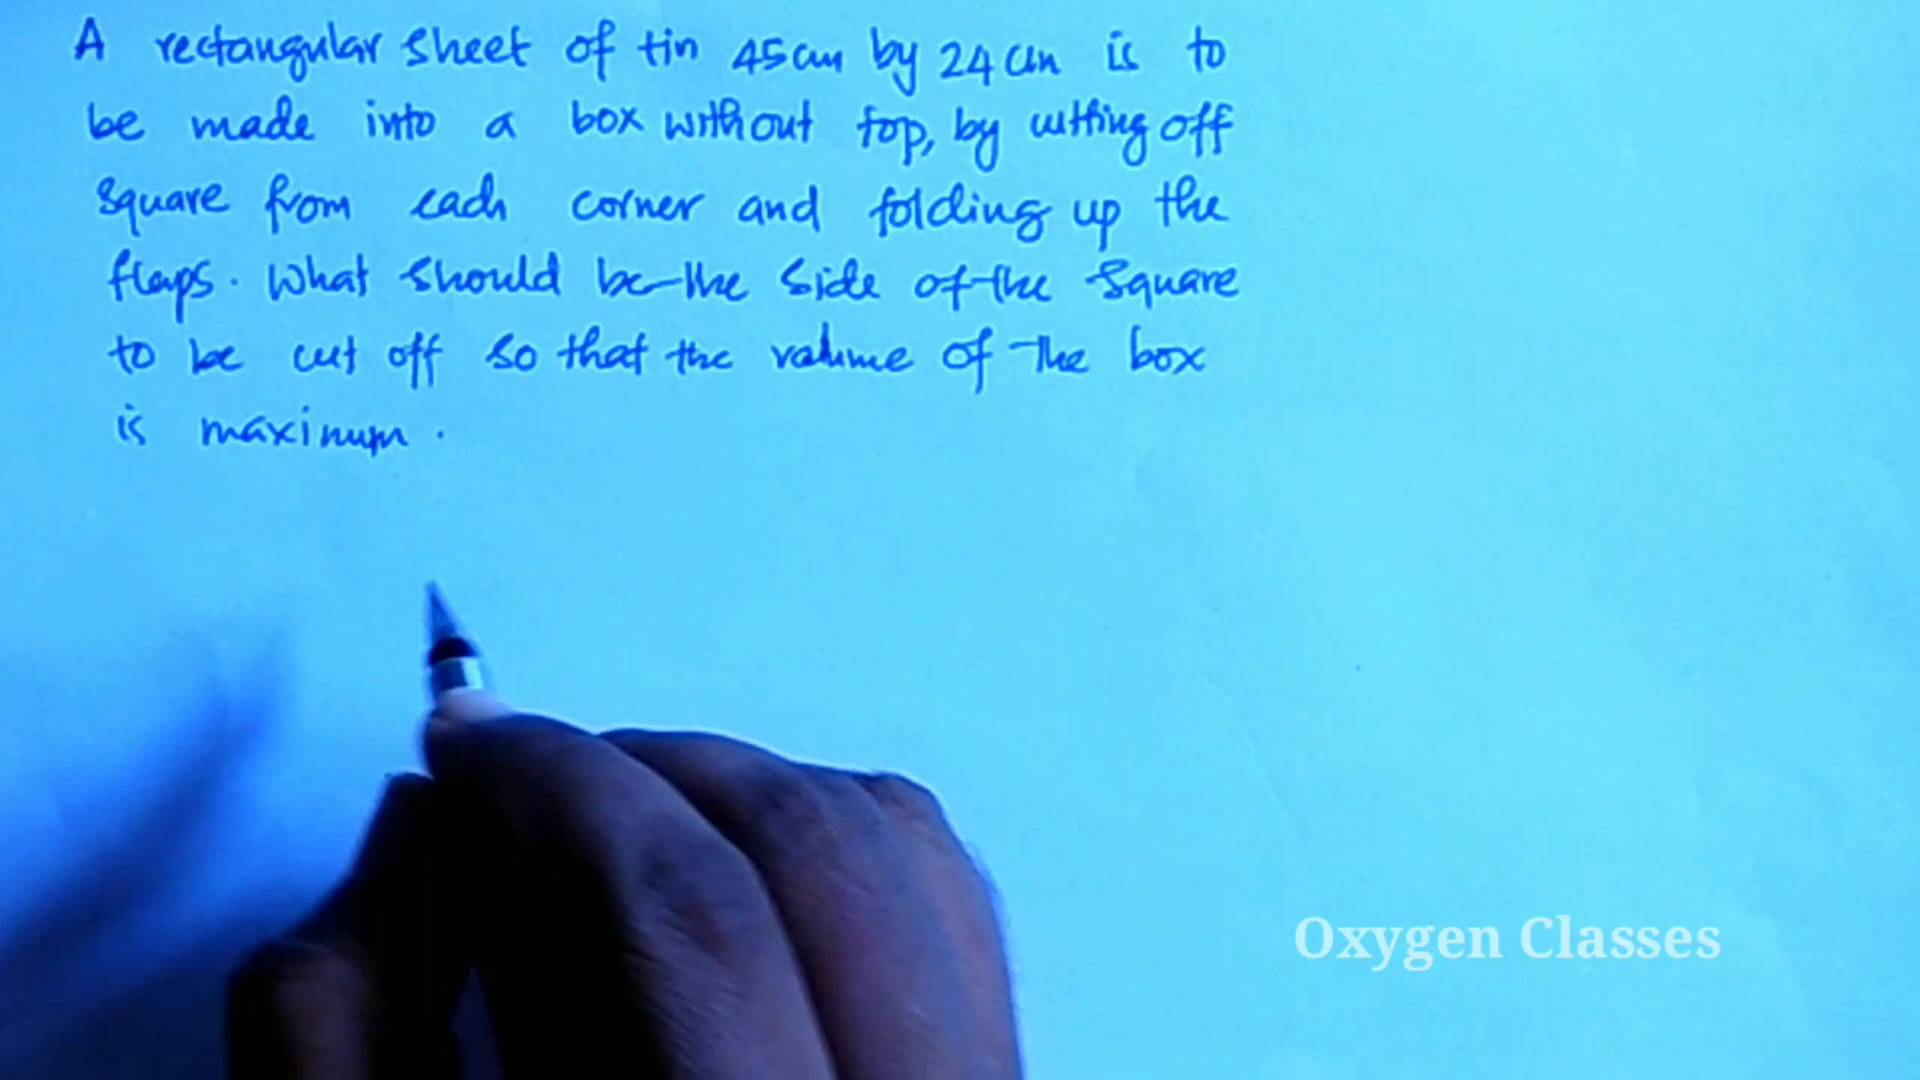 A rectangular sheet of tin 45cm by 24cm is to
be made into a box without top, by cutting off
square from each corner and folding up the
flaps. What should be the side of the square
to be cut off so that the volume of the box
is maximum.
Oxygen Classes